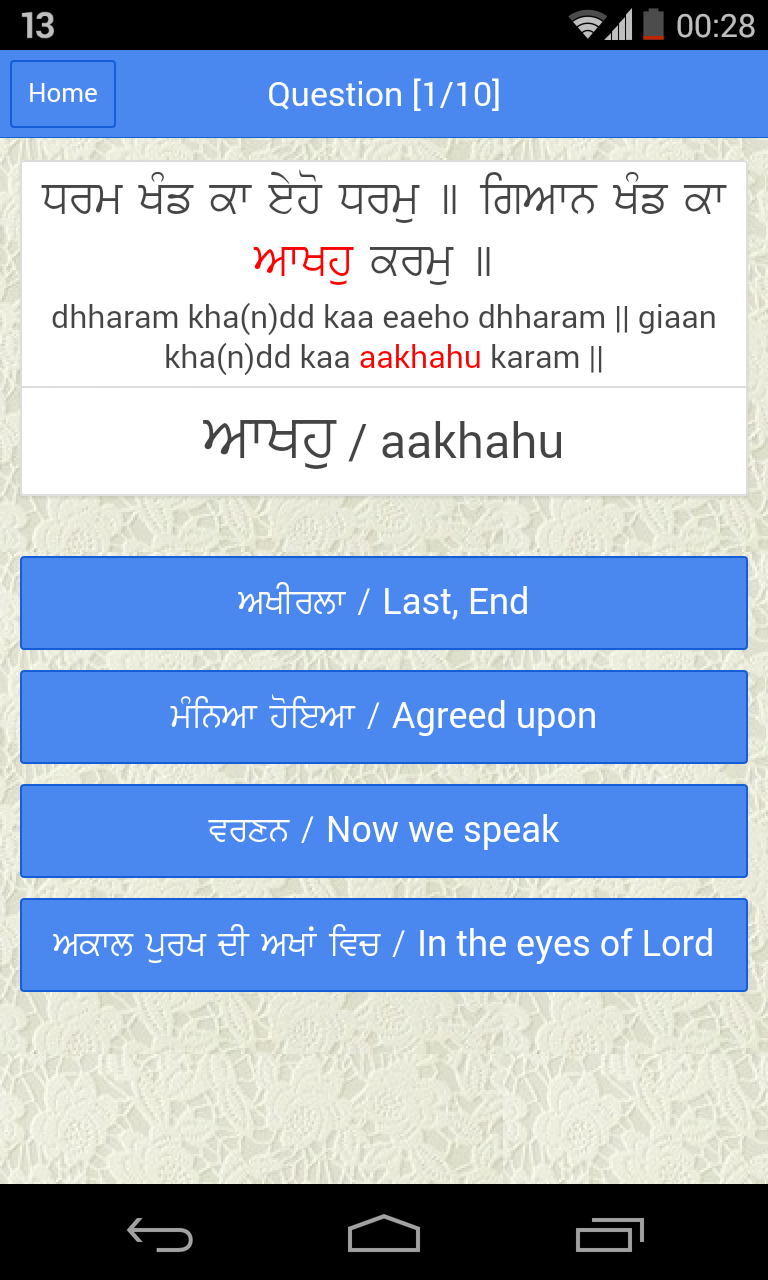 13 00:28
Home Question [1/10]
ਧਰਮ ਖੰਡ ਕਾ ਏਹੋ ਧਰਮੁ ॥ ਗਿਆਨ ਖੰਡ ਕਾ
ਆਖਹੁ ਕਰਮੁ ॥
dhharam kha(n)dd kaa eaeho dhharam || giaan
kha(n)dd kaa aakhahu karam ||
ਆਖਹੁ / aakhahu
ਅਖੀਰਲਾ / Last, End
ਮੰਨਿਆ ਹੋਇਆ / Agreed upon
ਵਰਣਨ / Now we speak
ਅਕਾਲ ਪੁਰਖ ਦੀ ਅਖਾਂ ਵਿਚ / In the eyes of Lord